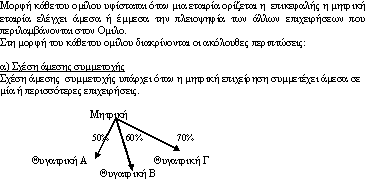 Μορφή κάθετου ομίλου υφίσταται όταν μια εταιρία ορίζεται η επικεφαλής η μητρική
εταιρία ελέγχει άμεσα ή έμμεσα την πλειοψηφία των άλλων επιχειρήσεων που
περιλαμβάνονται στον Ομιλο.
Στη μορφή του κάθετου ομίλου διακρίνονται οι ακόλουθες περιπτώσεις:
α) Σχέση άμεσης συμμετοχής
Σχέση άμεσης συμμετοχής υπάρχει όταν η μητρική επιχείρηση συμμετέχει άμεσα σε
μία ή περισσότερες επιχειρήσεις.
Μητρική
50% 60% 70%
Θυγατρική Α Θυγατρική Γ
Θυγατρική Β